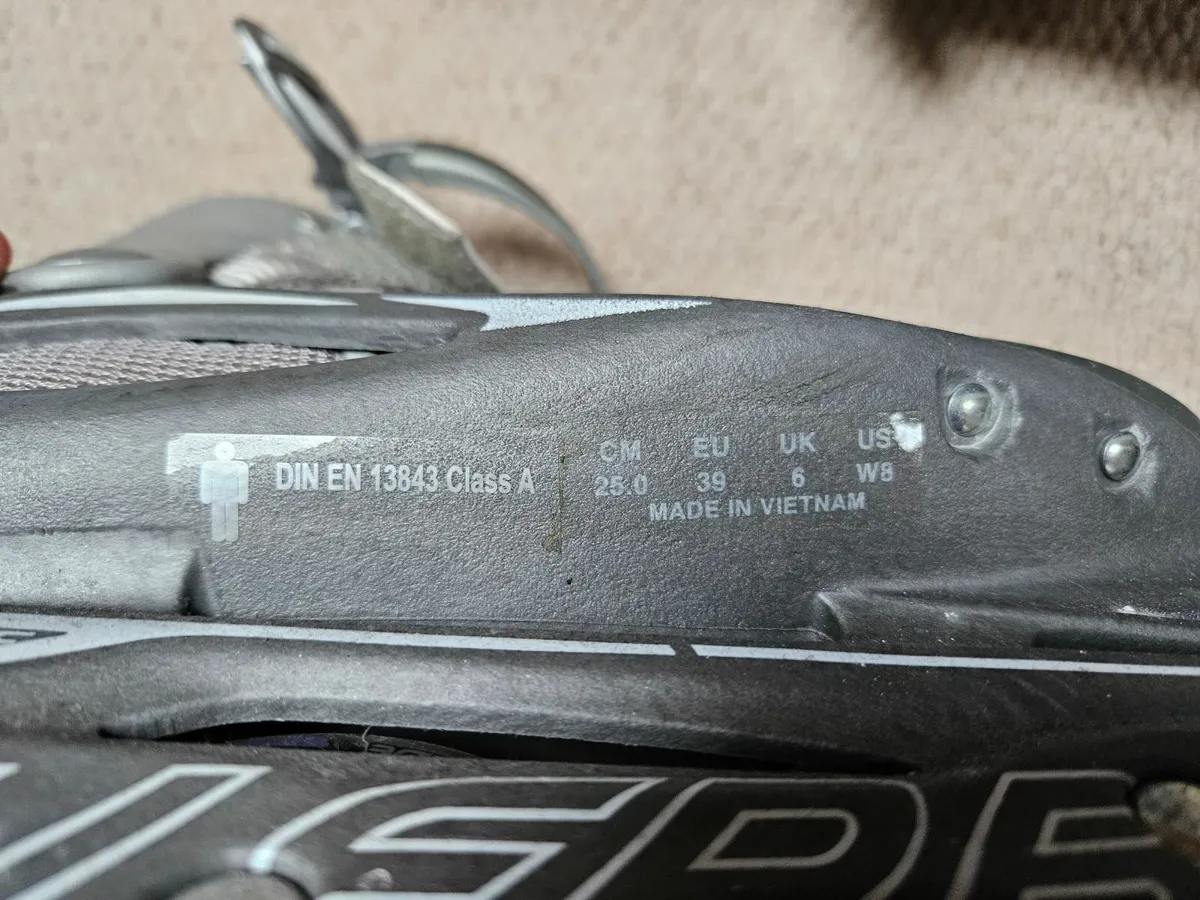 DIN EN 13843 Class A
CM EU UK US
25.0 39 6 W8
MADE IN VIETNAM